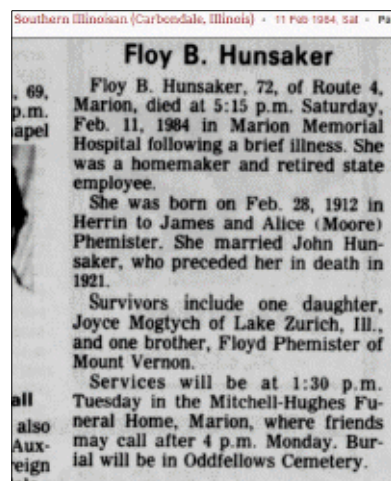 Southern Illinoisan (Carbondale, Illinois) · 11 Feb 1984, Sat · Pa
Floy B. Hunsaker
Floy B. Hunsaker, 72, of Route 4,
Marion, died at 5:15 p.m. Saturday,
Feb. 11, 1984 in Marion Memorial
Hospital following a brief illness. She
was a homemaker and retired state
employee.
She was born on Feb. 28, 1912 in
Herrin to James and Alice (Moore)
Phemister. She married John Hun-
saker, who preceded her in death in
1921.
Survivors include one daughter,
Joyce Mogtych of Lake Zurich, Ill.,
and one brother, Floyd Phemister of
Mount Vernon.
Services will be at 1:30 p.m.
Tuesday in the Mitchell-Hughes Fu-
neral Home, Marion, where friends
may call after 4 p.m. Monday. Bur-
ial will be in Oddfellows Cemetery.
, 69,
p.m.
apel
all
also
Aux-
eign